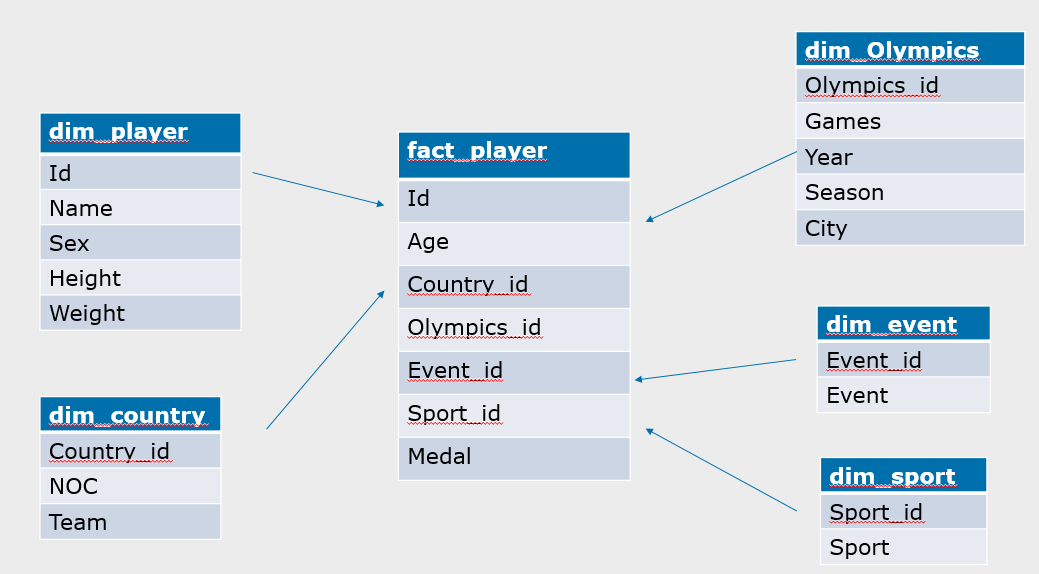 dim_player
Id
Name
Sex
Height
Weight
dim_country
Country_id
NOC
Team
fact_player
Id
Age
Country_id
Olympics_id
Event_id
Sport_id
Medal
dim_Olympics
Olympics_id
Games
Year
Season
City
dim_event
Event_id
Event
dim_sport
Sport_id
Sport